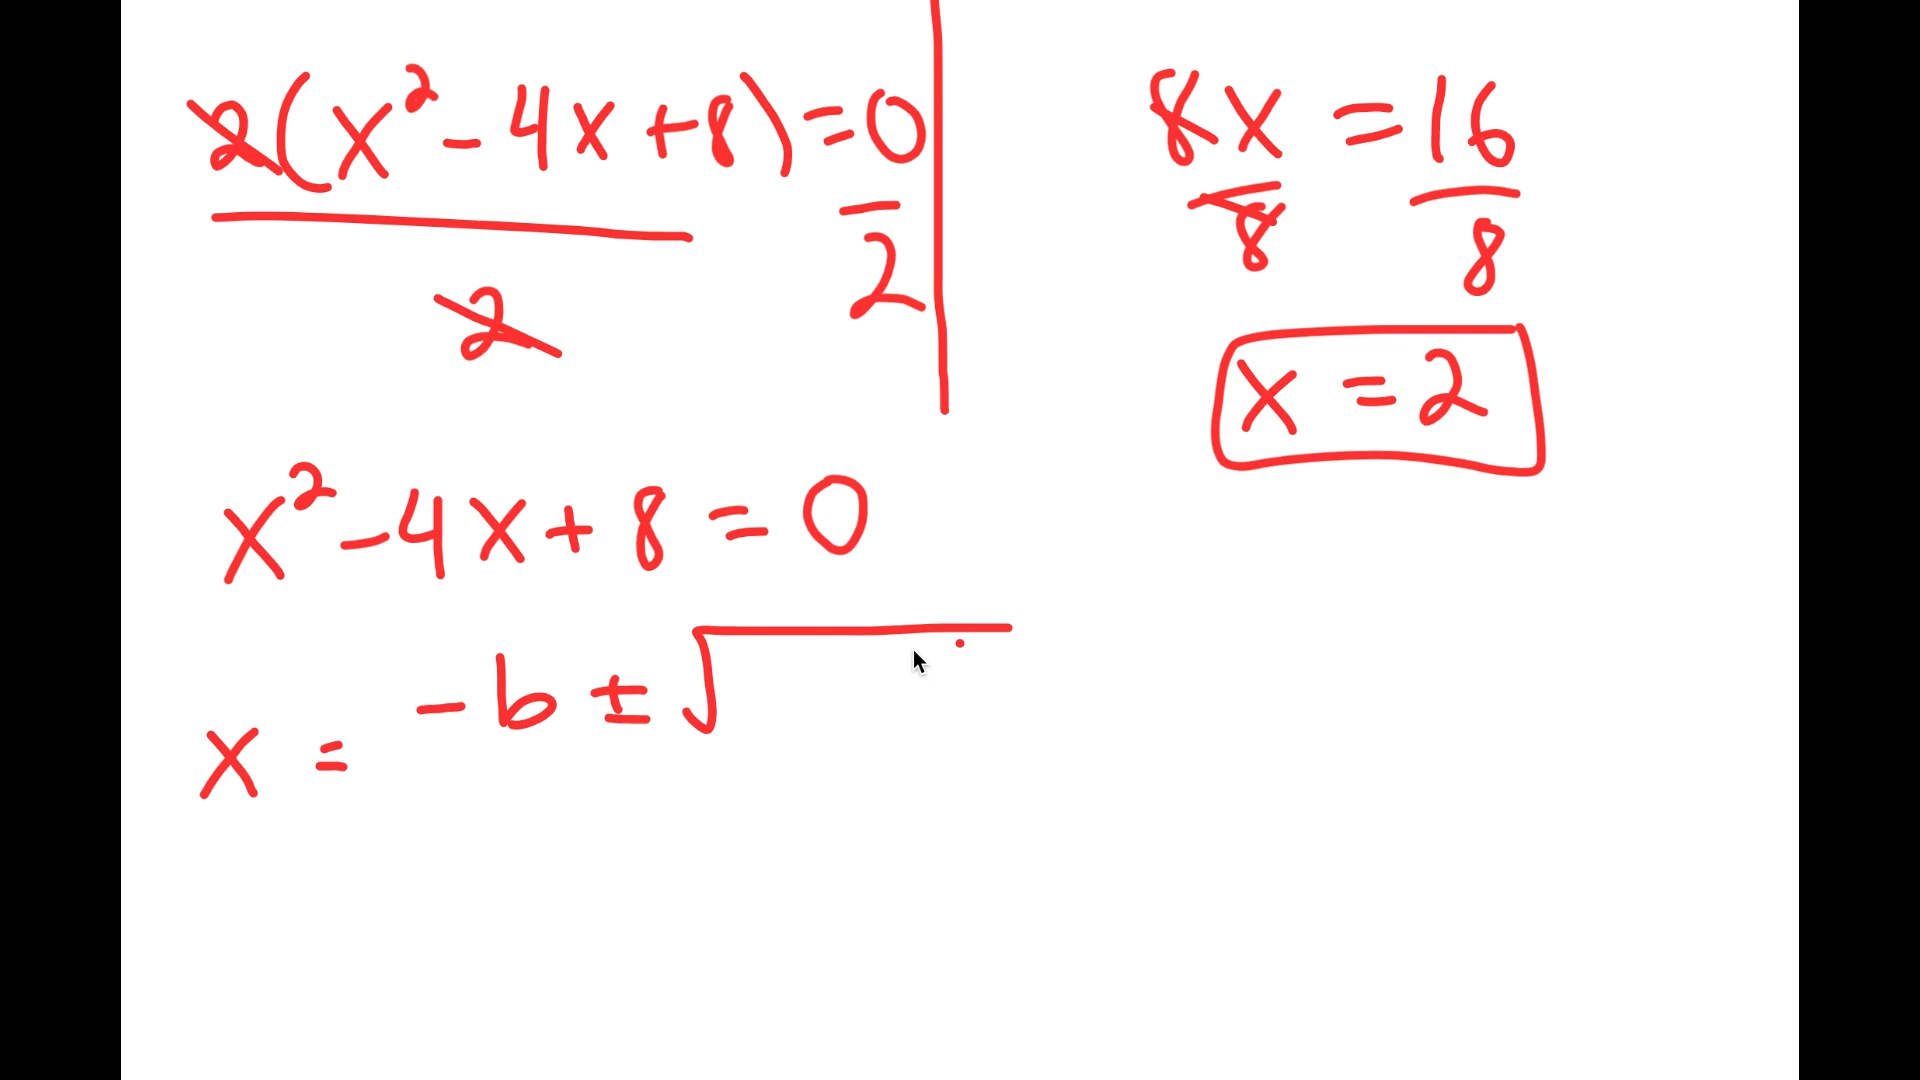 2(x² - 4x + 8) = 0
2 2
x² - 4x + 8 = 0
x = -b ± √
8x = 16
8 8
x = 2